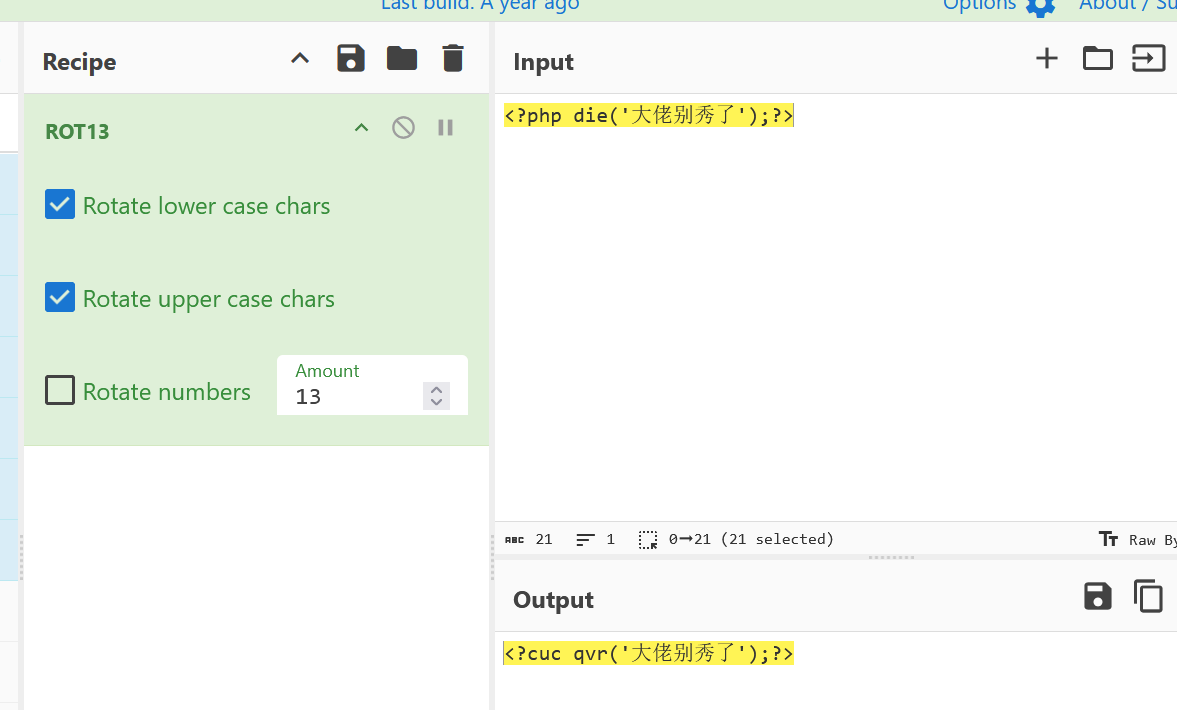 Last build: A year ago
Options
About / Su
Recipe
Input
<?php die('大佬别秀了');?>
ROT13
Rotate lower case chars
Rotate upper case chars
Rotate numbers
Amount
13
ABC 21
1
0→21 (21 selected)
Tт Raw By
Output
<?cuc qvr('大佬别秀了');?>